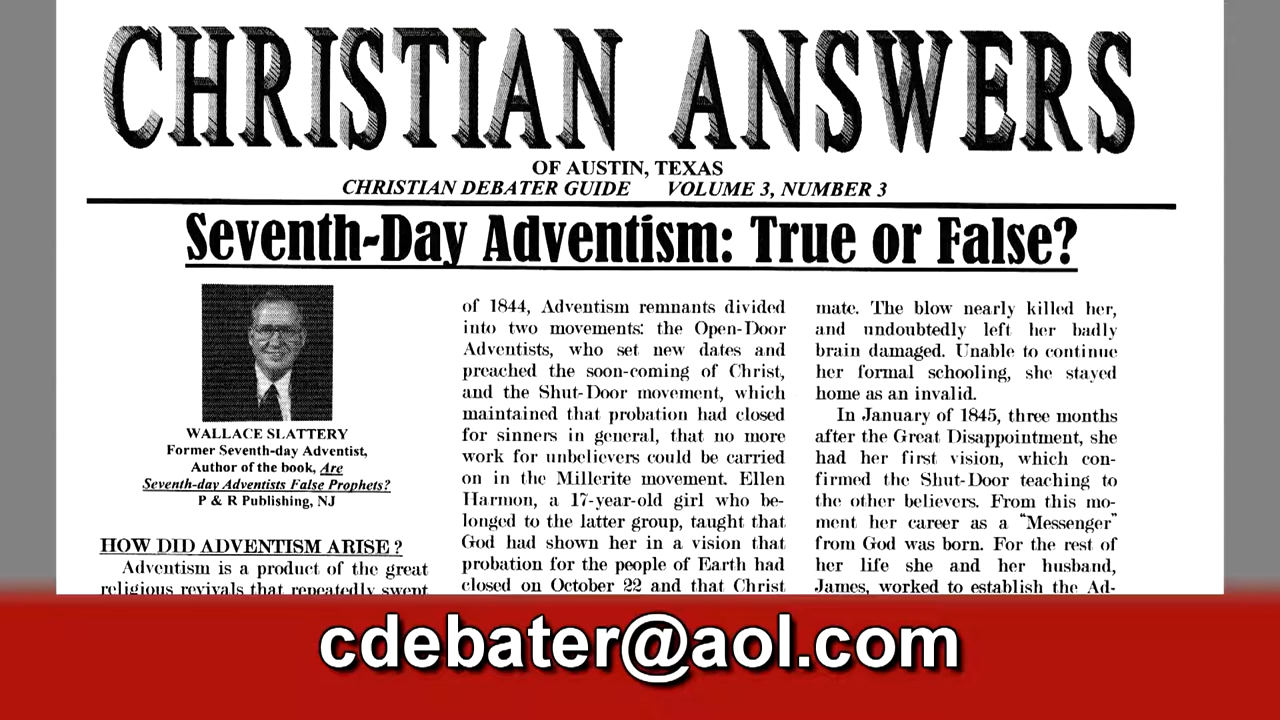 CHRISTIAN ANSWERS
OF AUSTIN, TEXAS
CHRISTIAN DEBATER GUIDE VOLUME 3, NUMBER 3
Seventh-Day Adventism: True or False?
WALLACE SLATTERY
Former Seventh-day Adventist,
Author of the book, Are
Seventh-day Adventists False Prophets?
P & R Publishing, NJ
HOW DID ADVENTISM ARISE ?
Adventism is a product of the great
religious revivals that repeatedly swept
of 1844, Adventism remnants divided
into two movements: the Open-Door
Adventists, who set new dates and
preached the soon-coming of Christ,
and the Shut-Door movement, which
maintained that probation had closed
for sinners in general, that no more
work for unbelievers could be carried
on in the Millerite movement. Ellen
Harmon, a 17-year-old girl who be-
longed to the latter group, taught that
God had shown her in a vision that
probation for the people of Earth had
closed on October 22 and that Christ
mate. The blow nearly killed her,
and undoubtedly left her badly
brain damaged. Unable to continue
her formal schooling, she stayed
home as an invalid.
In January of 1845, three months
after the Great Disappointment, she
had her first vision, which con-
firmed the Shut-Door teaching to
the other believers. From this mo-
ment her career as a "Messenger"
from God was born. For the rest of
her life she and her husband,
James, worked to establish the Ad-
cdebater@aol.com